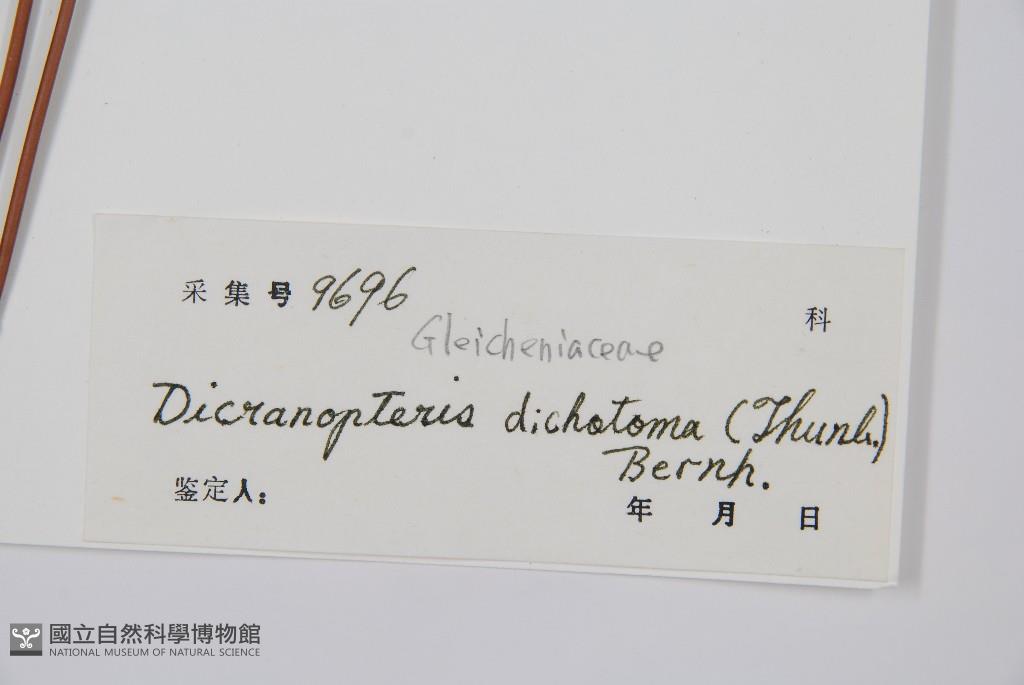 采集号 9696
科
Gleicheniaceae
Dicranopteris dichotoma (Thunb.)
Bernh.
鉴定人：
年 月 日
國立自然科學博物館
NATIONAL MUSEUM OF NATURAL SCIENCE